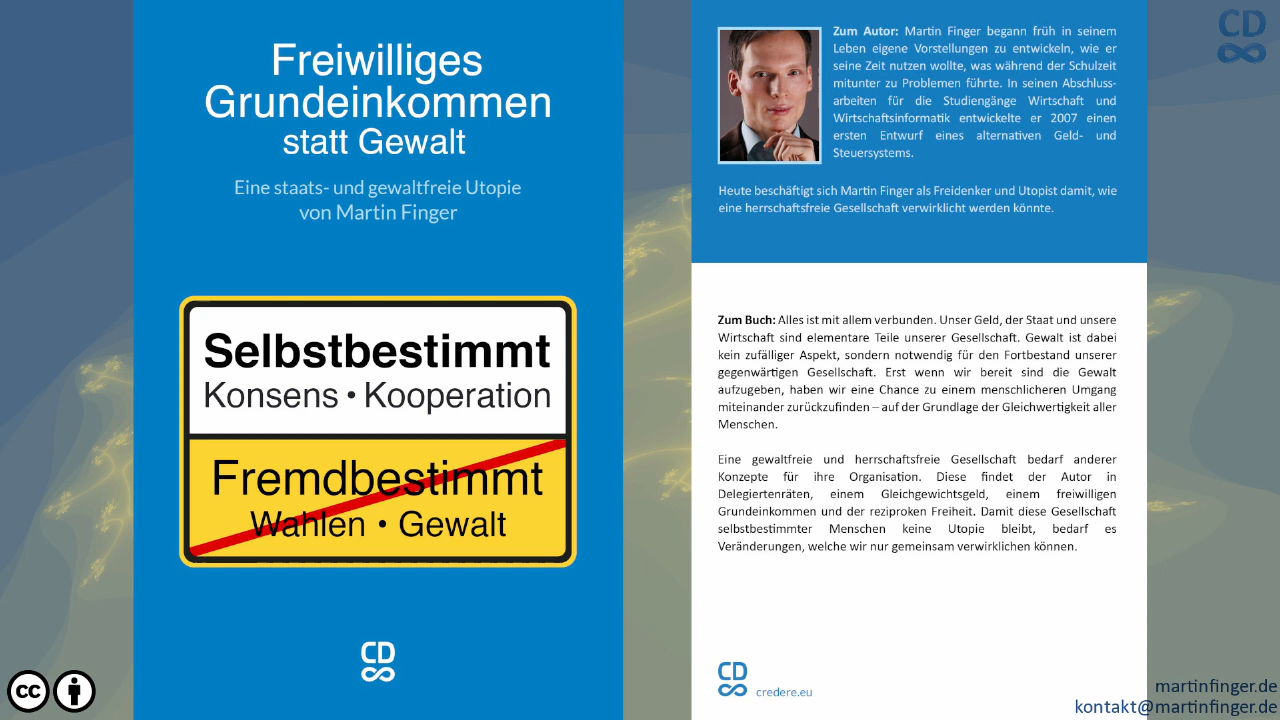 Freiwilliges
Grundeinkommen
statt Gewalt
Eine staats- und gewaltfreie Utopie
von Martin Finger
Selbstbestimmt
Konsens • Kooperation
Fremdbestimmt
Wahlen • Gewalt
CD
cc
Zum Autor: Martin Finger begann früh in seinem
Leben eigene Vorstellungen zu entwickeln, wie er
seine Zeit nutzen wollte, was während der Schulzeit
mitunter zu Problemen führte. In seinen Abschluss-
arbeiten für die Studiengänge Wirtschaft und
Wirtschaftsinformatik entwickelte er 2007 einen
ersten Entwurf eines alternativen Geld- und
Steuersystems.
Heute beschäftigt sich Martin Finger als Freidenker und Utopist damit, wie
eine herrschaftsfreie Gesellschaft verwirklicht werden könnte.
Zum Buch: Alles ist mit allem verbunden. Unser Geld, der Staat und unsere
Wirtschaft sind elementare Teile unserer Gesellschaft. Gewalt ist dabei
kein zufälliger Aspekt, sondern notwendig für den Fortbestand unserer
gegenwärtigen Gesellschaft. Erst wenn wir bereit sind die Gewalt
aufzugeben, haben wir eine Chance zu einem menschlicheren Umgang
miteinander zurückzufinden – auf der Grundlage der Gleichwertigkeit aller
Menschen.
Eine gewaltfreie und herrschaftsfreie Gesellschaft bedarf anderer
Konzepte für ihre Organisation. Diese findet der Autor in
Delegiertenräten, einem Gleichgewichtsgeld, einem freiwilligen
Grundeinkommen und der reziproken Freiheit. Damit diese Gesellschaft
selbstbestimmter Menschen keine Utopie bleibt, bedarf es
Veränderungen, welche wir nur gemeinsam verwirklichen können.
CD
credere.eu
CD
martinfinger.de
kontakt@martinfinger.de